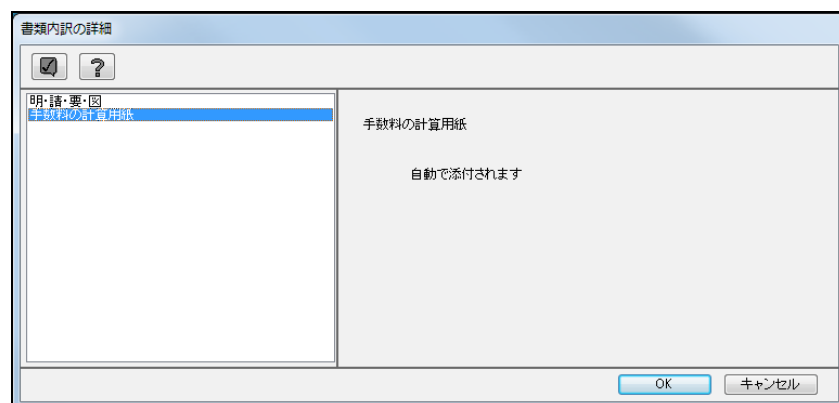 書類内訳の詳細
?
明・請・要・図
手数料の計算用紙
手数料の計算用紙
自動で添付されます
OK
キャンセル